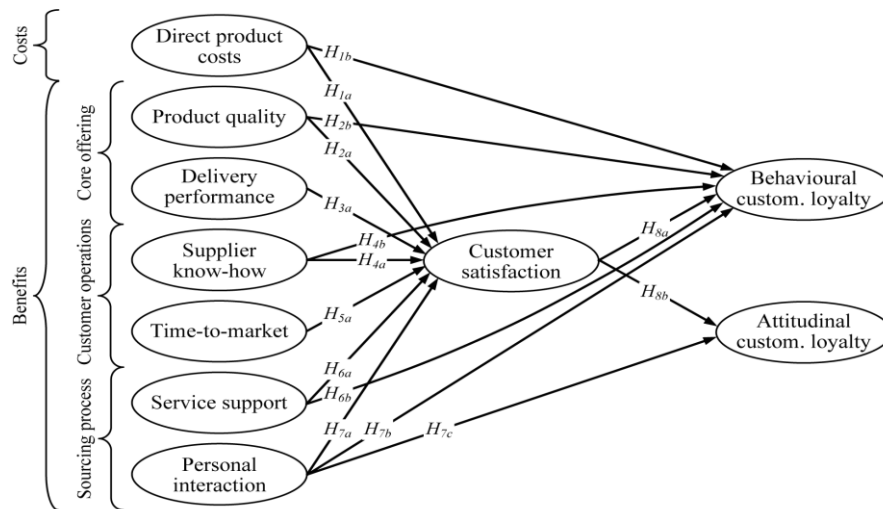 Costs
Benefits
Core offering
Customer operations
Sourcing process
Direct product
costs
Product quality
Delivery
performance
Supplier
know-how
Time-to-market
Service support
Personal
interaction
H1b
H1a
H2b
H2a
H3a
H4b
H4a
H5a
H6a
H6b
H7a
H7b
H7c
Customer
satisfaction
H8a
H8b
Behavioural
custom. loyalty
Attitudinal
custom. loyalty